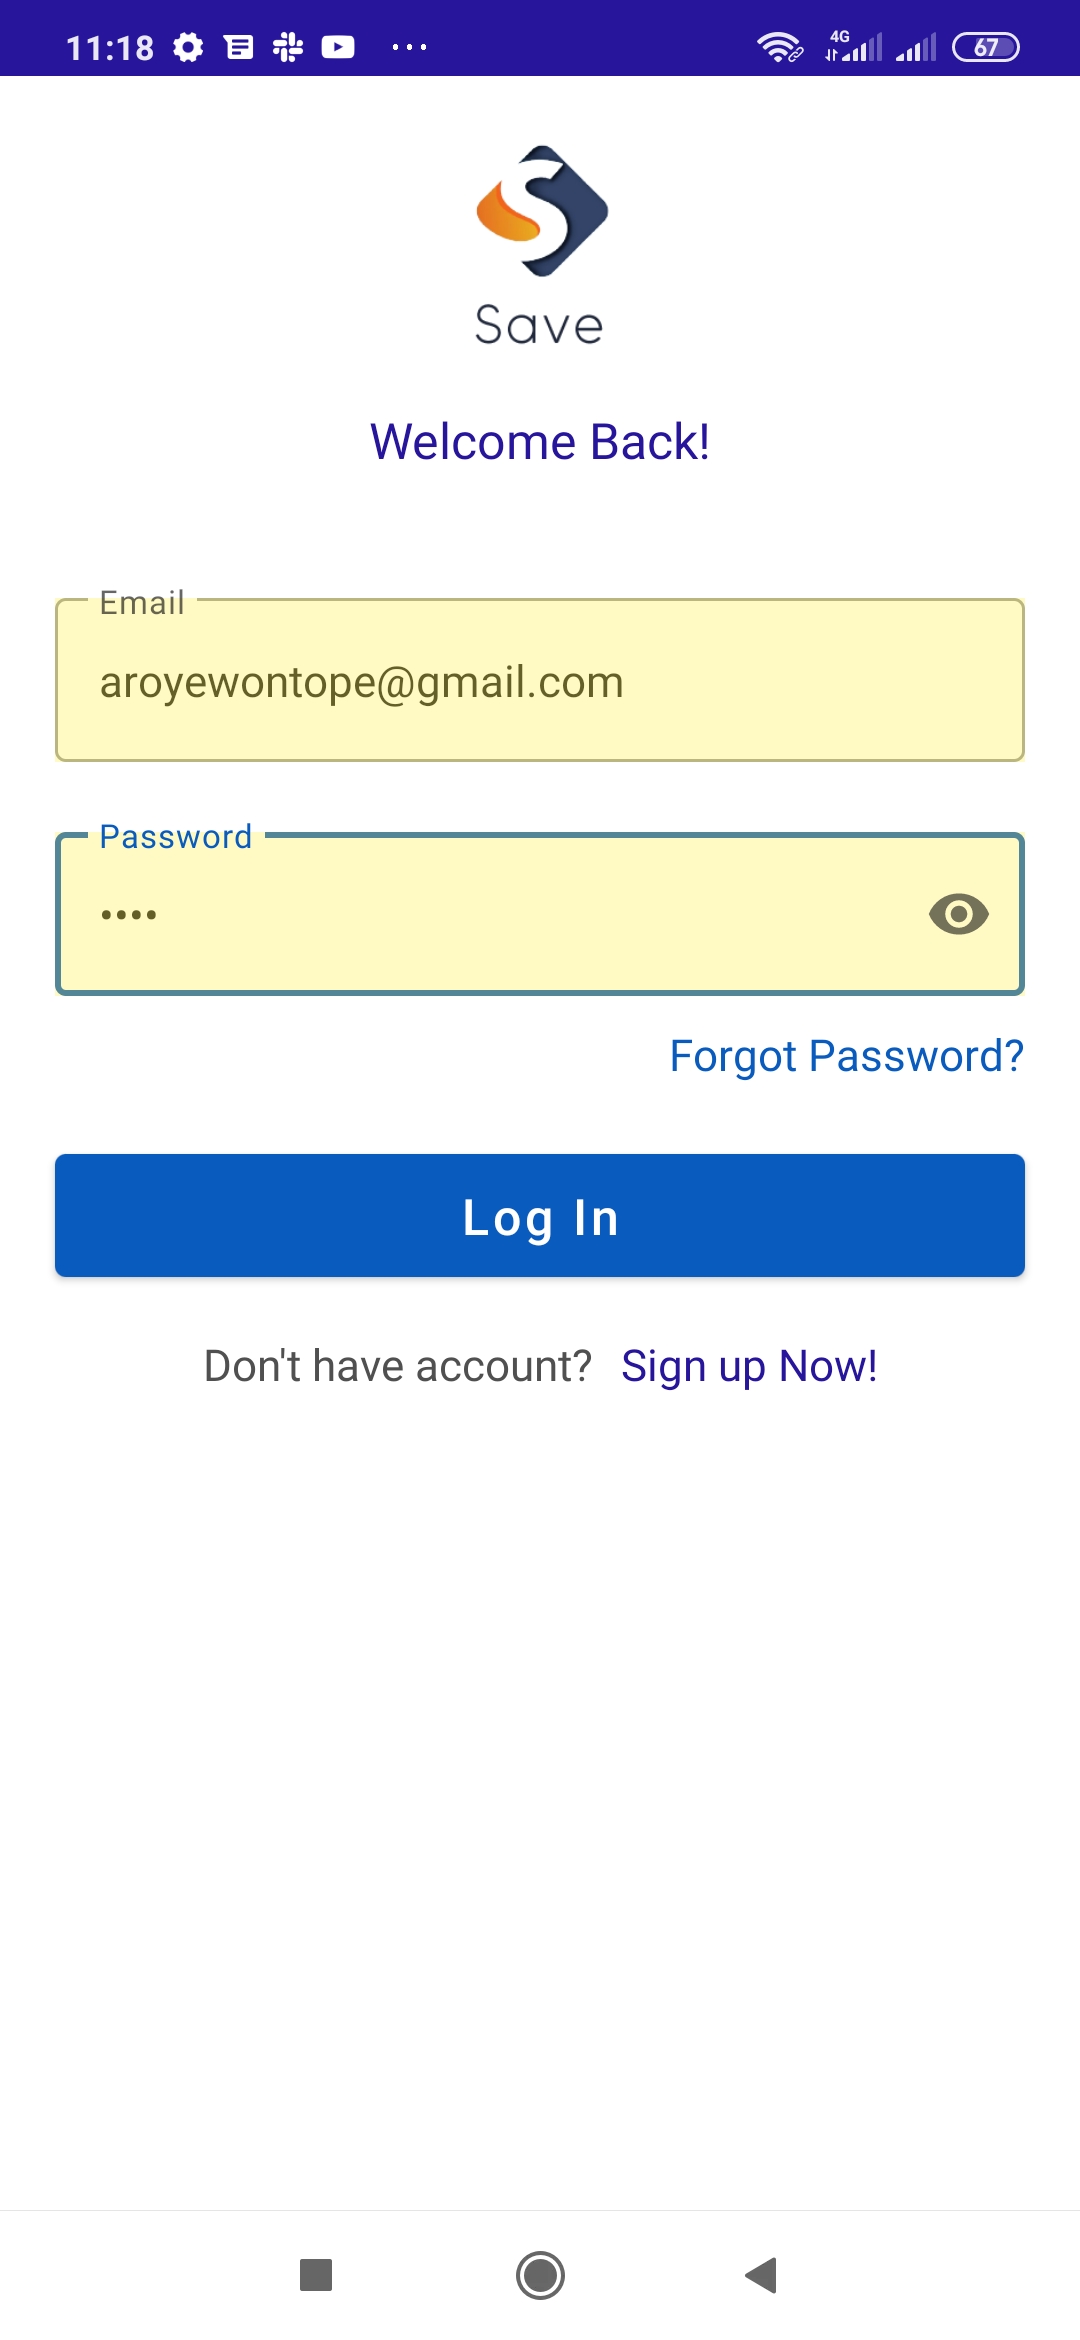 11:18
4G
67
Save
Welcome Back!
Email
aroyewontope@gmail.com
Password
••••
Forgot Password?
Log In
Don't have account? Sign up Now!